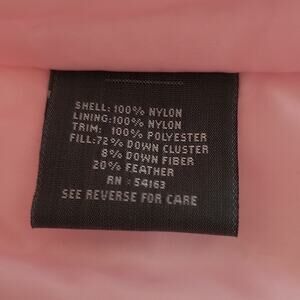 SHELL: 100% NYLON
LINING: 100% NYLON
TRIM: 100% POLYESTER
FILL: 72% DOWN CLUSTER
8% DOWN FIBER
20% FEATHER
RN : 54163
SEE REVERSE FOR CARE